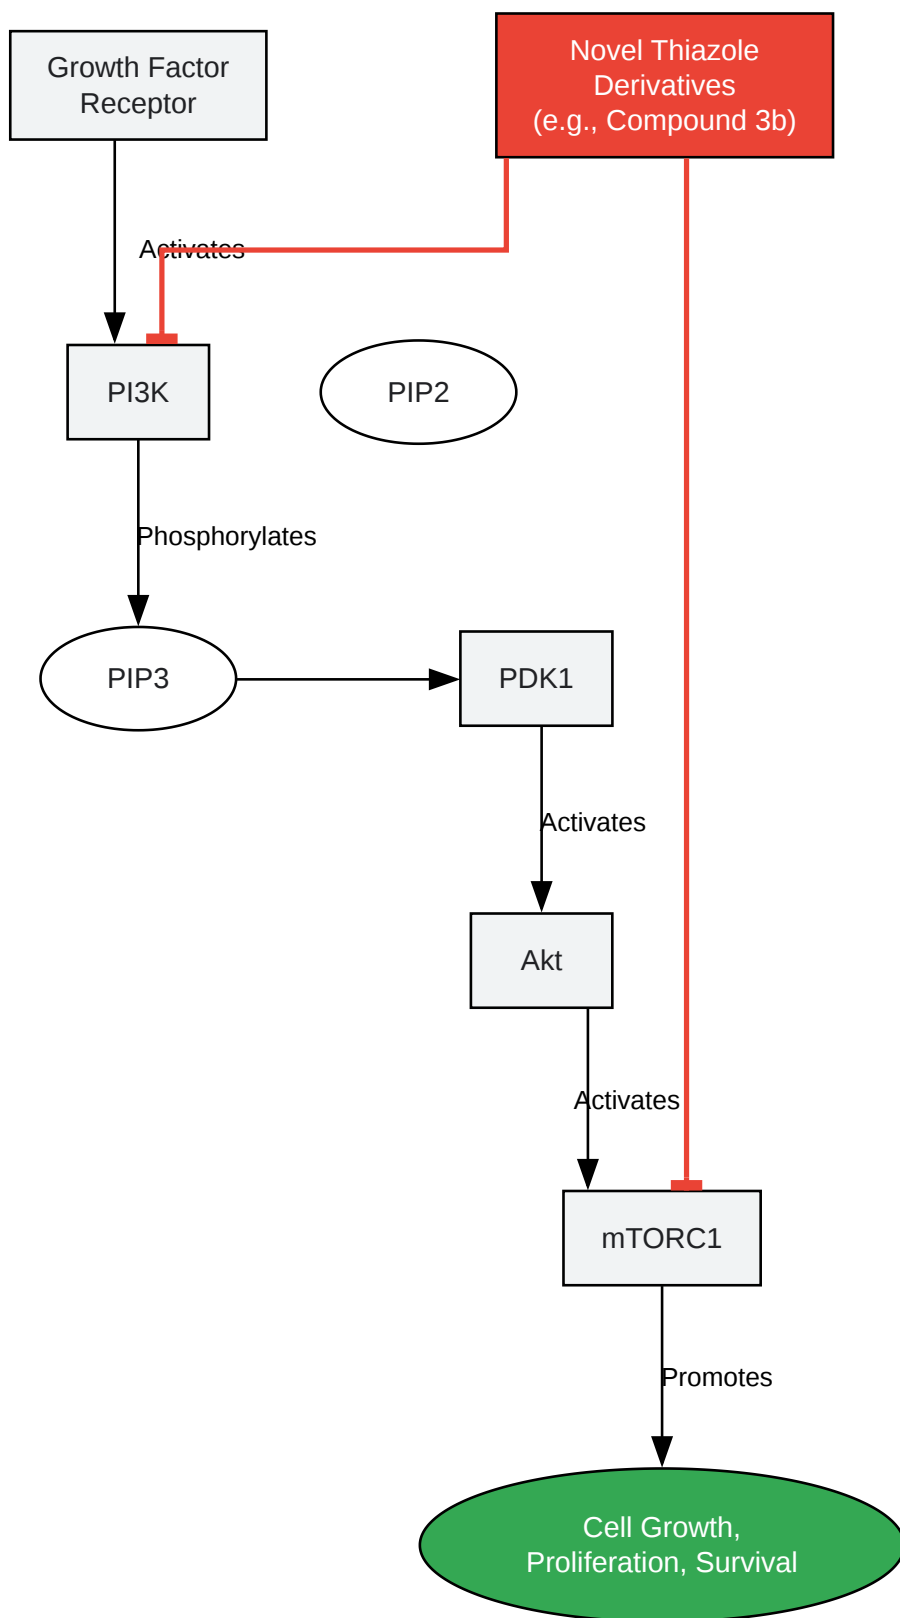 Growth Factor
Receptor
Novel Thiazole
Derivatives
(e.g., Compound 3b)
Activates
PI3K
PIP2
Phosphorylates
PIP3
PDK1
Activates
Akt
Activates
mTORC1
Promotes
Cell Growth,
Proliferation, Survival